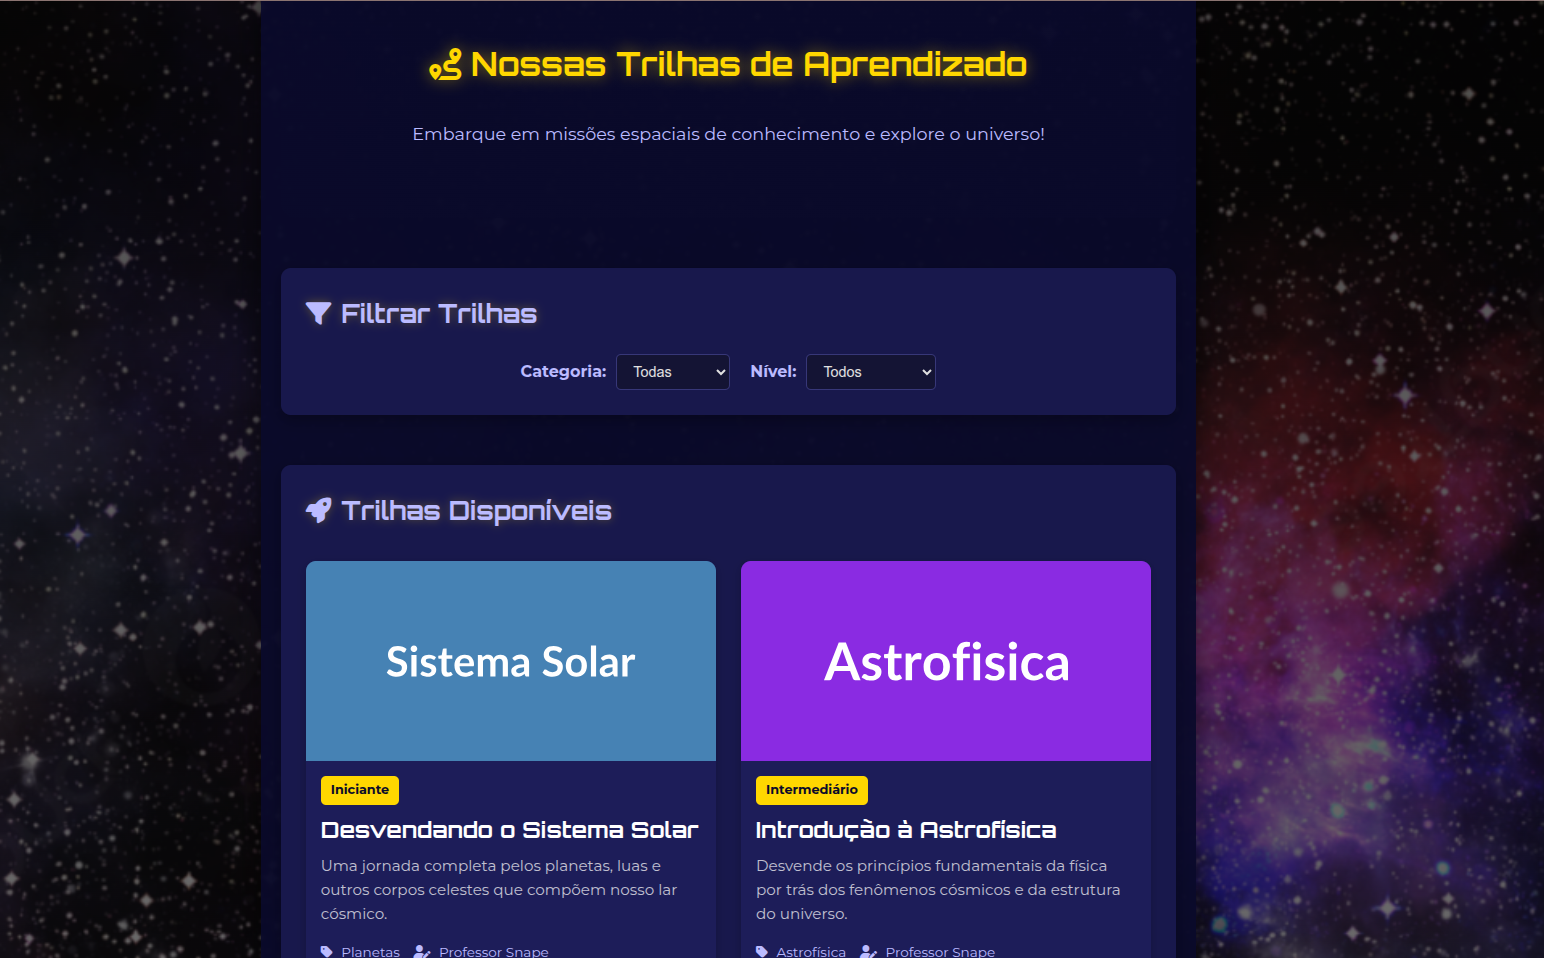 Nossas Trilhas de Aprendizado
Embarque em missões espaciais de conhecimento e explore o universo!
Filtrar Trilhas
Categoria: Todas Nível: Todos
Trilhas Disponíveis
Sistema Solar
Iniciante
Desvendando o Sistema Solar
Uma jornada completa pelos planetas, luas e
outros corpos celestes que compõem nosso lar
cósmico.
Planetas Professor Snape
Astrofisica
Intermediário
Introdução à Astrofísica
Desvende os princípios fundamentais da física
por trás dos fenômenos cósmicos e da estrutura
do universo.
Astrofísica Professor Snape